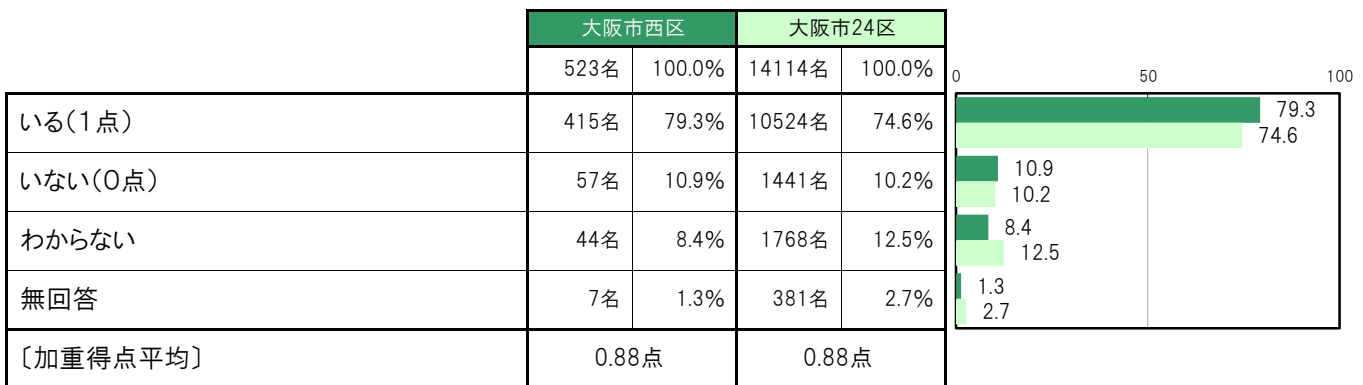 大阪市西区 大阪市24区
523名 100.0% 14114名 100.0% 0 50 100
いる(1点) 415名 79.3% 10524名 74.6% 79.3
74.6
いない(0点) 57名 10.9% 1441名 10.2% 10.9
10.2
わからない 44名 8.4% 1768名 12.5% 8.4
12.5
無回答 7名 1.3% 381名 2.7% 1.3
2.7
〔加重得点平均〕 0.88点 0.88点